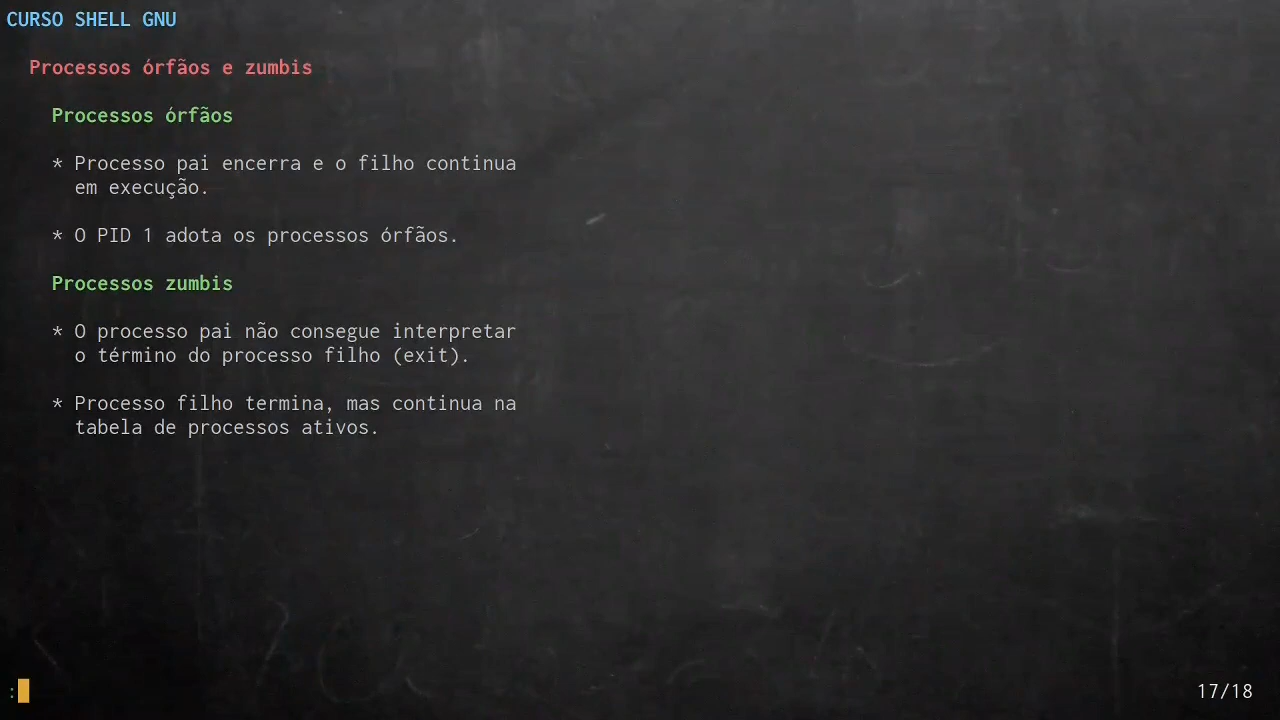 CURSO SHELL GNU
Processos órfãos e zumbis
Processos órfãos
* Processo pai encerra e o filho continua
em execução.
* O PID 1 adota os processos órfãos.
Processos zumbis
* O processo pai não consegue interpretar
o término do processo filho (exit).
* Processo filho termina, mas continua na
tabela de processos ativos.
:
17/18